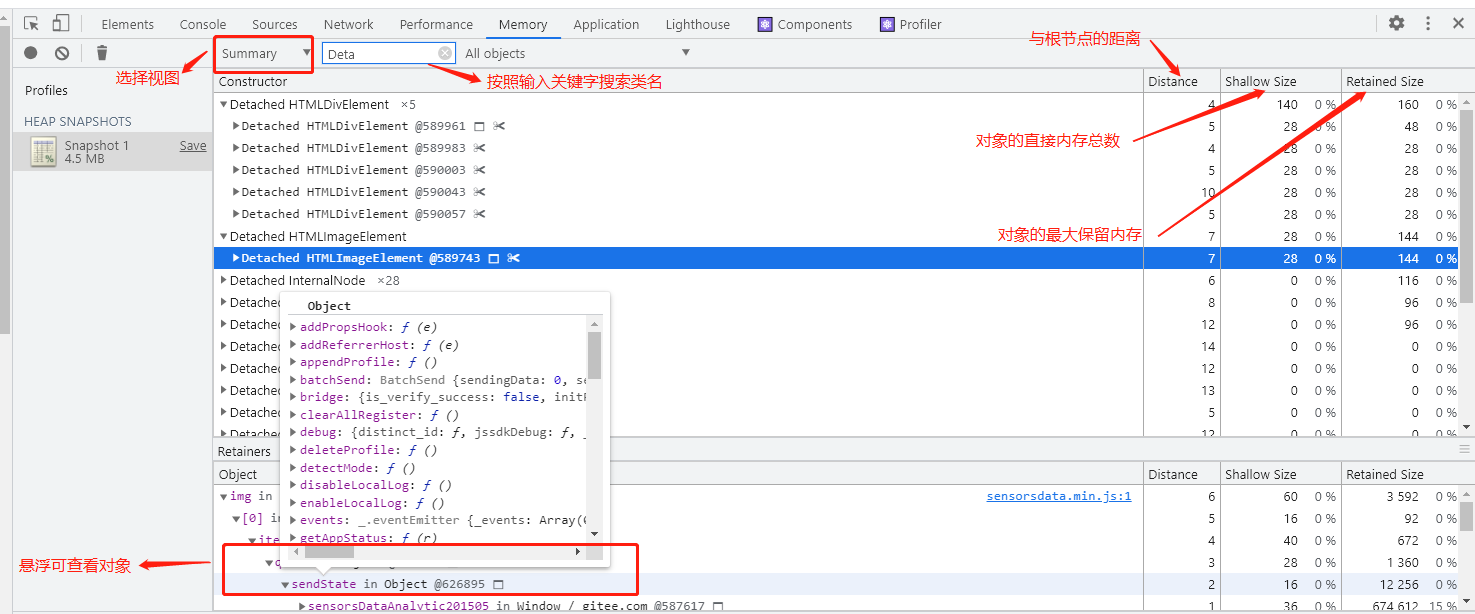 Elements Console Sources Network Performance Memory Application Lighthouse Components Profiler
与根节点的距离
Summary Deta All objects
选择视图
按照输入关键字搜索类名
Profiles
HEAP SNAPSHOTS
Snapshot 1 Save
4.5 MB
Constructor Distance Shallow Size Retained Size
Detached HTMLDivElement ×5 4 140 0 % 160 0 %
Detached HTMLDivElement @589961 5 28 0 % 48 0 %
对象的直接内存总数
Detached HTMLDivElement @589983 4 28 0 % 28 0 %
Detached HTMLDivElement @590003 5 28 0 % 28 0 %
Detached HTMLDivElement @590043 10 28 0 % 28 0 %
Detached HTMLDivElement @590057 5 28 0 % 28 0 %
对象的最大保留内存
Detached HTMLImageElement 7 28 0 % 144 0 %
Detached HTMLImageElement @589743 7 28 0 % 144 0 %
Detached InternalNode ×28 6 0 0 % 116 0 %
Detached 8 0 0 % 96 0 %
Detached 12 0 0 % 96 0 %
Detached 14 0 0 % 0 0 %
Detached 12 0 0 % 0 0 %
Detached 13 0 0 % 0 0 %
Detached 5 0 0 % 0 0 %
Detached 12 0 0 % 0 0 %
Object
addPropsHook: ƒ (e)
addReferrerHost: ƒ (e)
appendProfile: ƒ ()
batchSend: BatchSend {sendingData: 0, se
bridge: {is_verify_success: false, initP
clearAllRegister: ƒ ()
debug: {distinct_id: ƒ, jssdkDebug: ƒ, _
deleteProfile: ƒ ()
detectMode: ƒ ()
disableLocalLog: ƒ ()
enableLocalLog: ƒ ()
events: _.eventEmitter {_events: Array(
getAppStatus: ƒ (r)
Retainers
Object Distance Shallow Size Retained Size
img in sensorsdata.min.js:1 6 60 0 % 3 592 0 %
[0] in 5 16 0 % 92 0 %
ite 4 40 0 % 672 0 %
3 28 0 % 1 360 0 %
悬浮可查看对象
sendState in Object @626895 2 16 0 % 12 256 0 %
sensorsDataAnalytic201505 in Window / gitee.com @587617 1 36 0 % 674 612 15 %